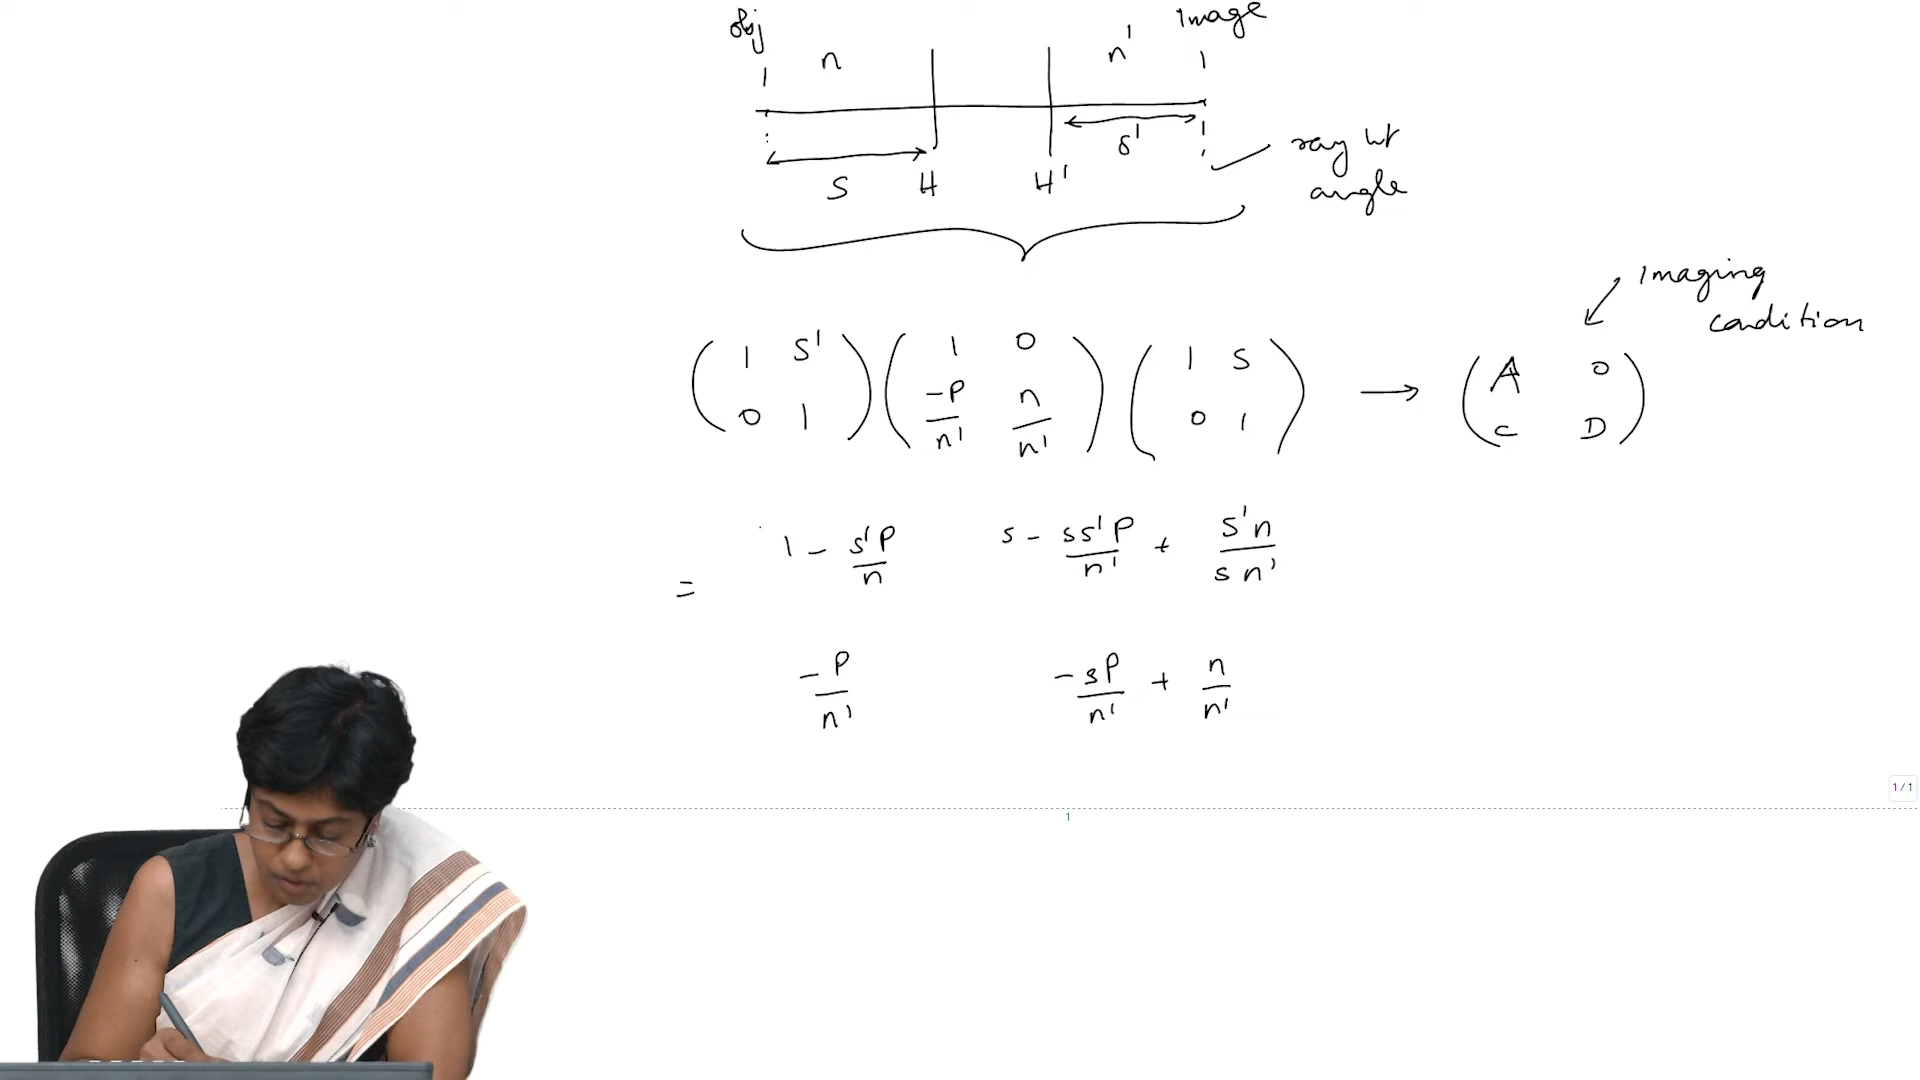 obj n n' Image
s H H' s' ray ht
angle
Imaging
condition
( 1 s' ) ( 1 0 ) ( 1 s ) → ( A 0 )
( 0 1 ) ( -P/n' n/n' ) ( 0 1 ) ( C D )
= 1 - s'P/n s - ss'P/n' + s'n/sn'
-P/n' -sP/n' + n/n'
1/1
1